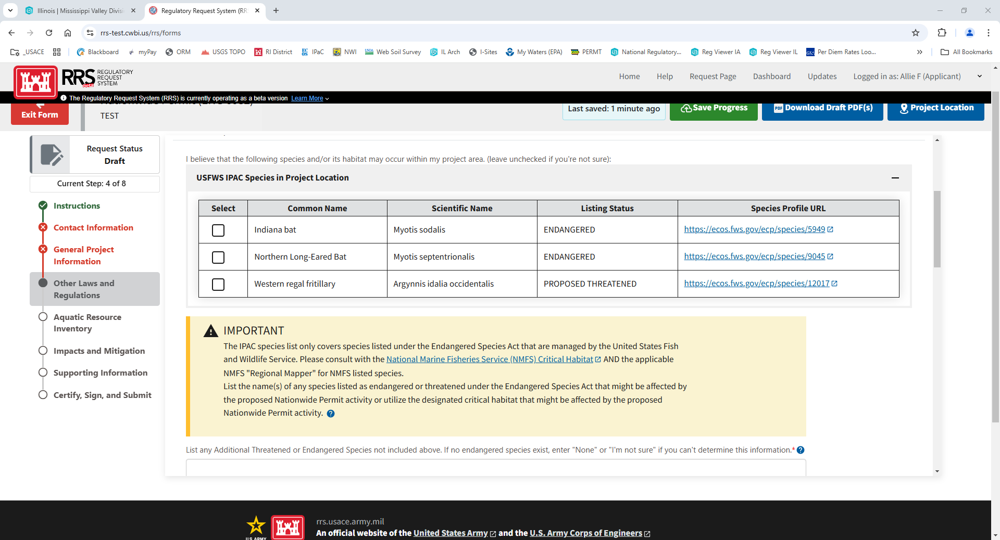 Illinois | Mississippi Valley Divisi
Regulatory Request System (RR
rrs-test.cwbi.us/rrs/forms
_USACE
Blackboard
myPay
ORM
USGS TOPO
RI District
IPaC
NWI
Web Soil Survey
IL Arch
I-Sites
My Waters (EPA)
PERMT
National Regulatory...
Reg Viewer IA
Reg Viewer IL
Per Diem Rates Loo...
All Bookmarks
RRS beta
REGULATORY
REQUEST
SYSTEM
Home
Help
Request Page
Dashboard
Updates
Logged in as: Allie F (Applicant)
The Regulatory Request System (RRS) is currently operating as a beta version Learn More
Exit Form
TEST
Last saved: 1 minute ago
Save Progress
PDF Download Draft PDF(s)
Project Location
Request Status
Draft
Current Step: 4 of 8
Instructions
Contact Information
General Project
Information
Other Laws and
Regulations
Aquatic Resource
Inventory
Impacts and Mitigation
Supporting Information
Certify, Sign, and Submit
I believe that the following species and/or its habitat may occur within my project area. (leave unchecked if you're not sure):
USFWS IPAC Species in Project Location
Select Common Name Scientific Name Listing Status Species Profile URL
Indiana bat Myotis sodalis ENDANGERED https://ecos.fws.gov/ecp/species/5949
Northern Long-Eared Bat Myotis septentrionalis ENDANGERED https://ecos.fws.gov/ecp/species/9045
Western regal fritillary Argynnis idalia occidentalis PROPOSED THREATENED https://ecos.fws.gov/ecp/species/12017
IMPORTANT
The IPAC species list only covers species listed under the Endangered Species Act that are managed by the United States Fish
and Wildlife Service. Please consult with the National Marine Fisheries Service (NMFS) Critical Habitat AND the applicable
NMFS "Regional Mapper" for NMFS listed species.
List the name(s) of any species listed as endangered or threatened under the Endangered Species Act that might be affected by
the proposed Nationwide Permit activity or utilize the designated critical habitat that might be affected by the proposed
Nationwide Permit activity.
List any Additional Threatened or Endangered Species not included above. If no endangered species exist, enter "None" or "I'm not sure" if you can't determine this information.*
U.S. ARMY
rrs.usace.army.mil
An official website of the United States Army and the U.S. Army Corps of Engineers